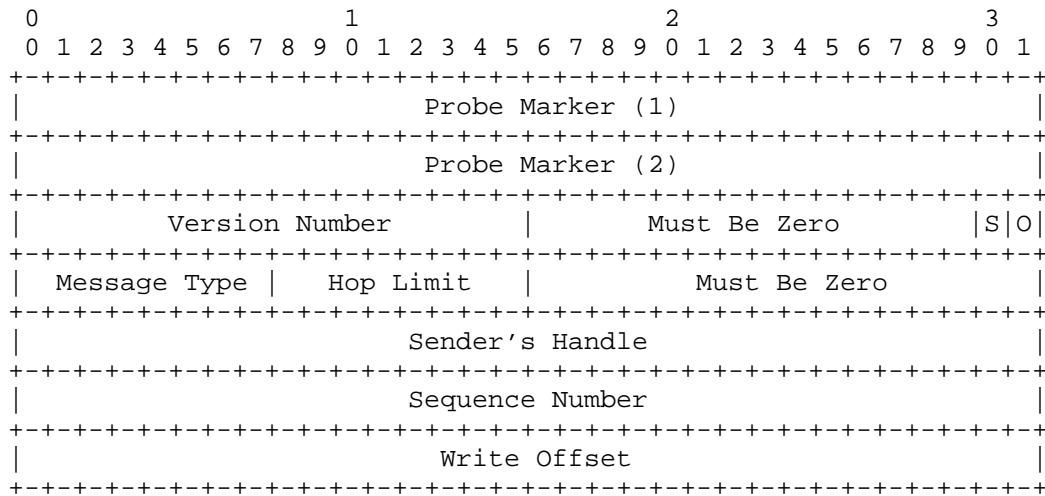 0                   1                   2                   3
 0 1 2 3 4 5 6 7 8 9 0 1 2 3 4 5 6 7 8 9 0 1 2 3 4 5 6 7 8 9 0 1
+-+-+-+-+-+-+-+-+-+-+-+-+-+-+-+-+-+-+-+-+-+-+-+-+-+-+-+-+-+-+-+-+
|                         Probe Marker (1)                      |
+-+-+-+-+-+-+-+-+-+-+-+-+-+-+-+-+-+-+-+-+-+-+-+-+-+-+-+-+-+-+-+-+
|                         Probe Marker (2)                      |
+-+-+-+-+-+-+-+-+-+-+-+-+-+-+-+-+-+-+-+-+-+-+-+-+-+-+-+-+-+-+-+-+
|         Version Number        |       Must Be Zero        |S|O|
+-+-+-+-+-+-+-+-+-+-+-+-+-+-+-+-+-+-+-+-+-+-+-+-+-+-+-+-+-+-+-+-+
|  Message Type |   Hop Limit   |          Must Be Zero         |
+-+-+-+-+-+-+-+-+-+-+-+-+-+-+-+-+-+-+-+-+-+-+-+-+-+-+-+-+-+-+-+-+
|                        Sender's Handle                        |
+-+-+-+-+-+-+-+-+-+-+-+-+-+-+-+-+-+-+-+-+-+-+-+-+-+-+-+-+-+-+-+-+
|                        Sequence Number                        |
+-+-+-+-+-+-+-+-+-+-+-+-+-+-+-+-+-+-+-+-+-+-+-+-+-+-+-+-+-+-+-+-+
|                          Write Offset                         |
+-+-+-+-+-+-+-+-+-+-+-+-+-+-+-+-+-+-+-+-+-+-+-+-+-+-+-+-+-+-+-+-+